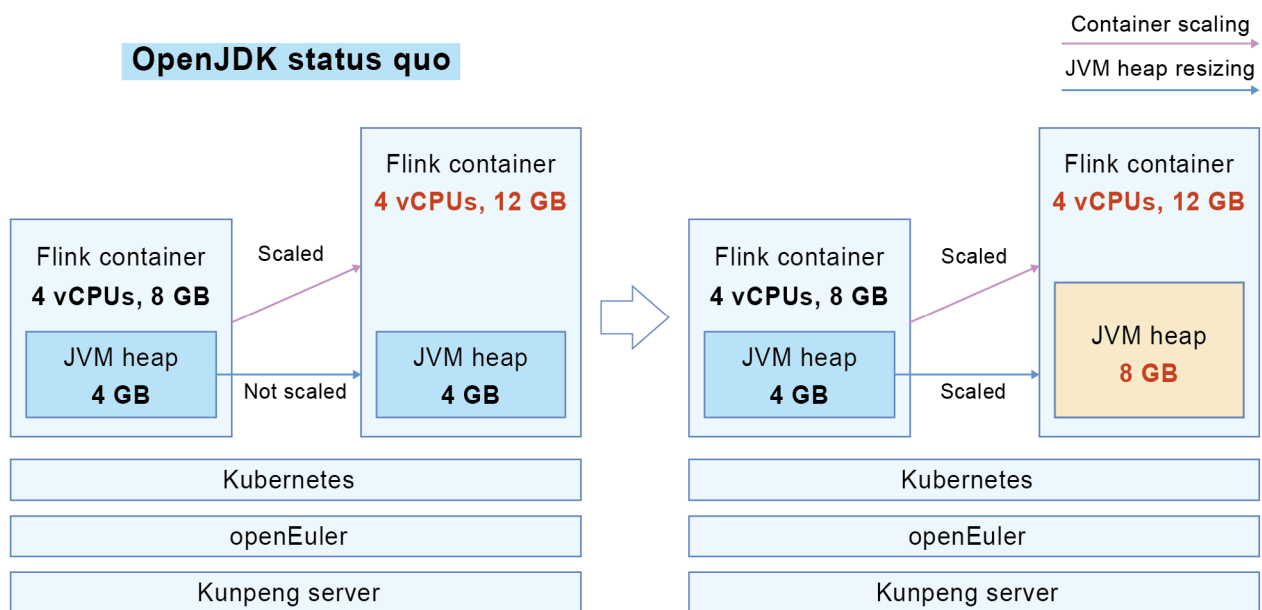 OpenJDK status quo
Container scaling
JVM heap resizing
Flink container
4 vCPUs, 8 GB
JVM heap
4 GB
Scaled
Not scaled
Flink container
4 vCPUs, 12 GB
JVM heap
4 GB
Kubernetes
openEuler
Kunpeng server
Flink container
4 vCPUs, 8 GB
JVM heap
4 GB
Scaled
Scaled
Flink container
4 vCPUs, 12 GB
JVM heap
8 GB
Kubernetes
openEuler
Kunpeng server